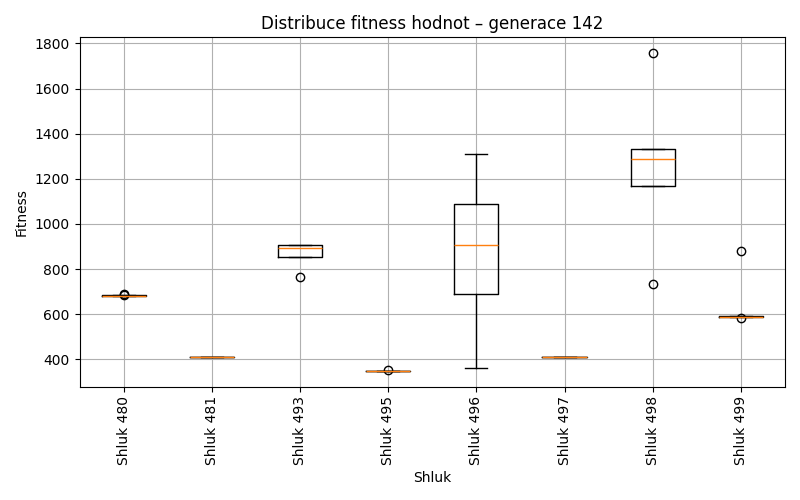 Distribuce fitness hodnot – generace 142
Fitness
1800
1600
1400
1200
1000
800
600
400
Shluk 480
Shluk 481
Shluk 493
Shluk 495
Shluk 496
Shluk 497
Shluk 498
Shluk 499
Shluk